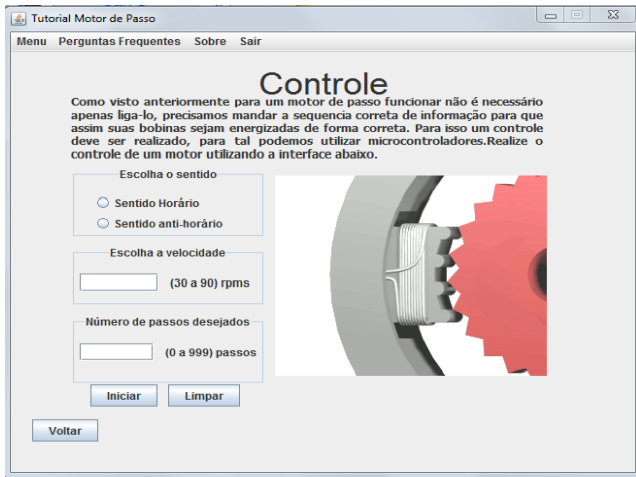 Tutorial Motor de Passo
Menu Perguntas Frequentes Sobre Sair
Controle
Como visto anteriormente para um motor de passo funcionar não é necessário
apenas liga-lo, precisamos mandar a sequencia correta de informação para que
assim suas bobinas sejam energizadas de forma correta. Para isso um controle
deve ser realizado, para tal podemos utilizar microcontroladores.Realize o
controle de um motor utilizando a interface abaixo.
Escolha o sentido
Sentido Horário
Sentido anti-horário
Escolha a velocidade
(30 a 90) rpms
Número de passos desejados
(0 a 999) passos
Iniciar Limpar
Voltar